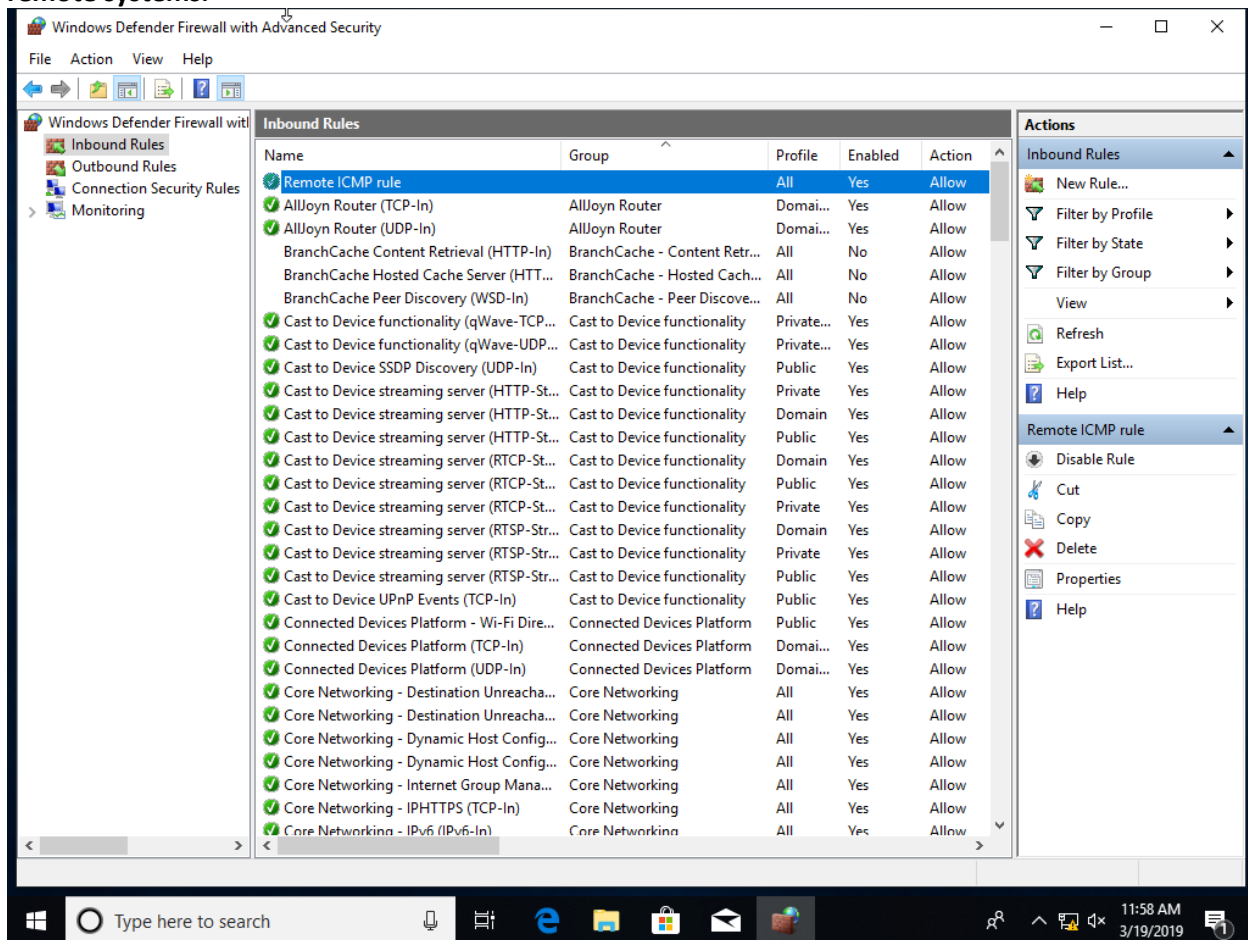 remote systems.
Windows Defender Firewall with Advanced Security
File Action View Help
Windows Defender Firewall witl
Inbound Rules
Outbound Rules
Connection Security Rules
Monitoring
Inbound Rules
Name Group Profile Enabled Action
Remote ICMP rule All Yes Allow
AllJoyn Router (TCP-In) AllJoyn Router Domai... Yes Allow
AllJoyn Router (UDP-In) AllJoyn Router Domai... Yes Allow
BranchCache Content Retrieval (HTTP-In) BranchCache - Content Retr... All No Allow
BranchCache Hosted Cache Server (HTT... BranchCache - Hosted Cach... All No Allow
BranchCache Peer Discovery (WSD-In) BranchCache - Peer Discove... All No Allow
Cast to Device functionality (qWave-TCP... Cast to Device functionality Private... Yes Allow
Cast to Device functionality (qWave-UDP... Cast to Device functionality Private... Yes Allow
Cast to Device SSDP Discovery (UDP-In) Cast to Device functionality Public Yes Allow
Cast to Device streaming server (HTTP-St... Cast to Device functionality Private Yes Allow
Cast to Device streaming server (HTTP-St... Cast to Device functionality Domain Yes Allow
Cast to Device streaming server (HTTP-St... Cast to Device functionality Public Yes Allow
Cast to Device streaming server (RTCP-St... Cast to Device functionality Domain Yes Allow
Cast to Device streaming server (RTCP-St... Cast to Device functionality Public Yes Allow
Cast to Device streaming server (RTCP-St... Cast to Device functionality Private Yes Allow
Cast to Device streaming server (RTSP-Str... Cast to Device functionality Domain Yes Allow
Cast to Device streaming server (RTSP-Str... Cast to Device functionality Private Yes Allow
Cast to Device streaming server (RTSP-Str... Cast to Device functionality Public Yes Allow
Cast to Device UPnP Events (TCP-In) Cast to Device functionality Public Yes Allow
Connected Devices Platform - Wi-Fi Dire... Connected Devices Platform Public Yes Allow
Connected Devices Platform (TCP-In) Connected Devices Platform Domai... Yes Allow
Connected Devices Platform (UDP-In) Connected Devices Platform Domai... Yes Allow
Core Networking - Destination Unreacha... Core Networking All Yes Allow
Core Networking - Destination Unreacha... Core Networking All Yes Allow
Core Networking - Dynamic Host Config... Core Networking All Yes Allow
Core Networking - Dynamic Host Config... Core Networking All Yes Allow
Core Networking - Internet Group Mana... Core Networking All Yes Allow
Core Networking - IPHTTPS (TCP-In) Core Networking All Yes Allow
Core Networking - IPv6 (IPv6-In) Core Networking All Yes Allow
Actions
Inbound Rules
New Rule...
Filter by Profile
Filter by State
Filter by Group
View
Refresh
Export List...
Help
Remote ICMP rule
Disable Rule
Cut
Copy
Delete
Properties
Help
Type here to search
11:58 AM
3/19/2019
1